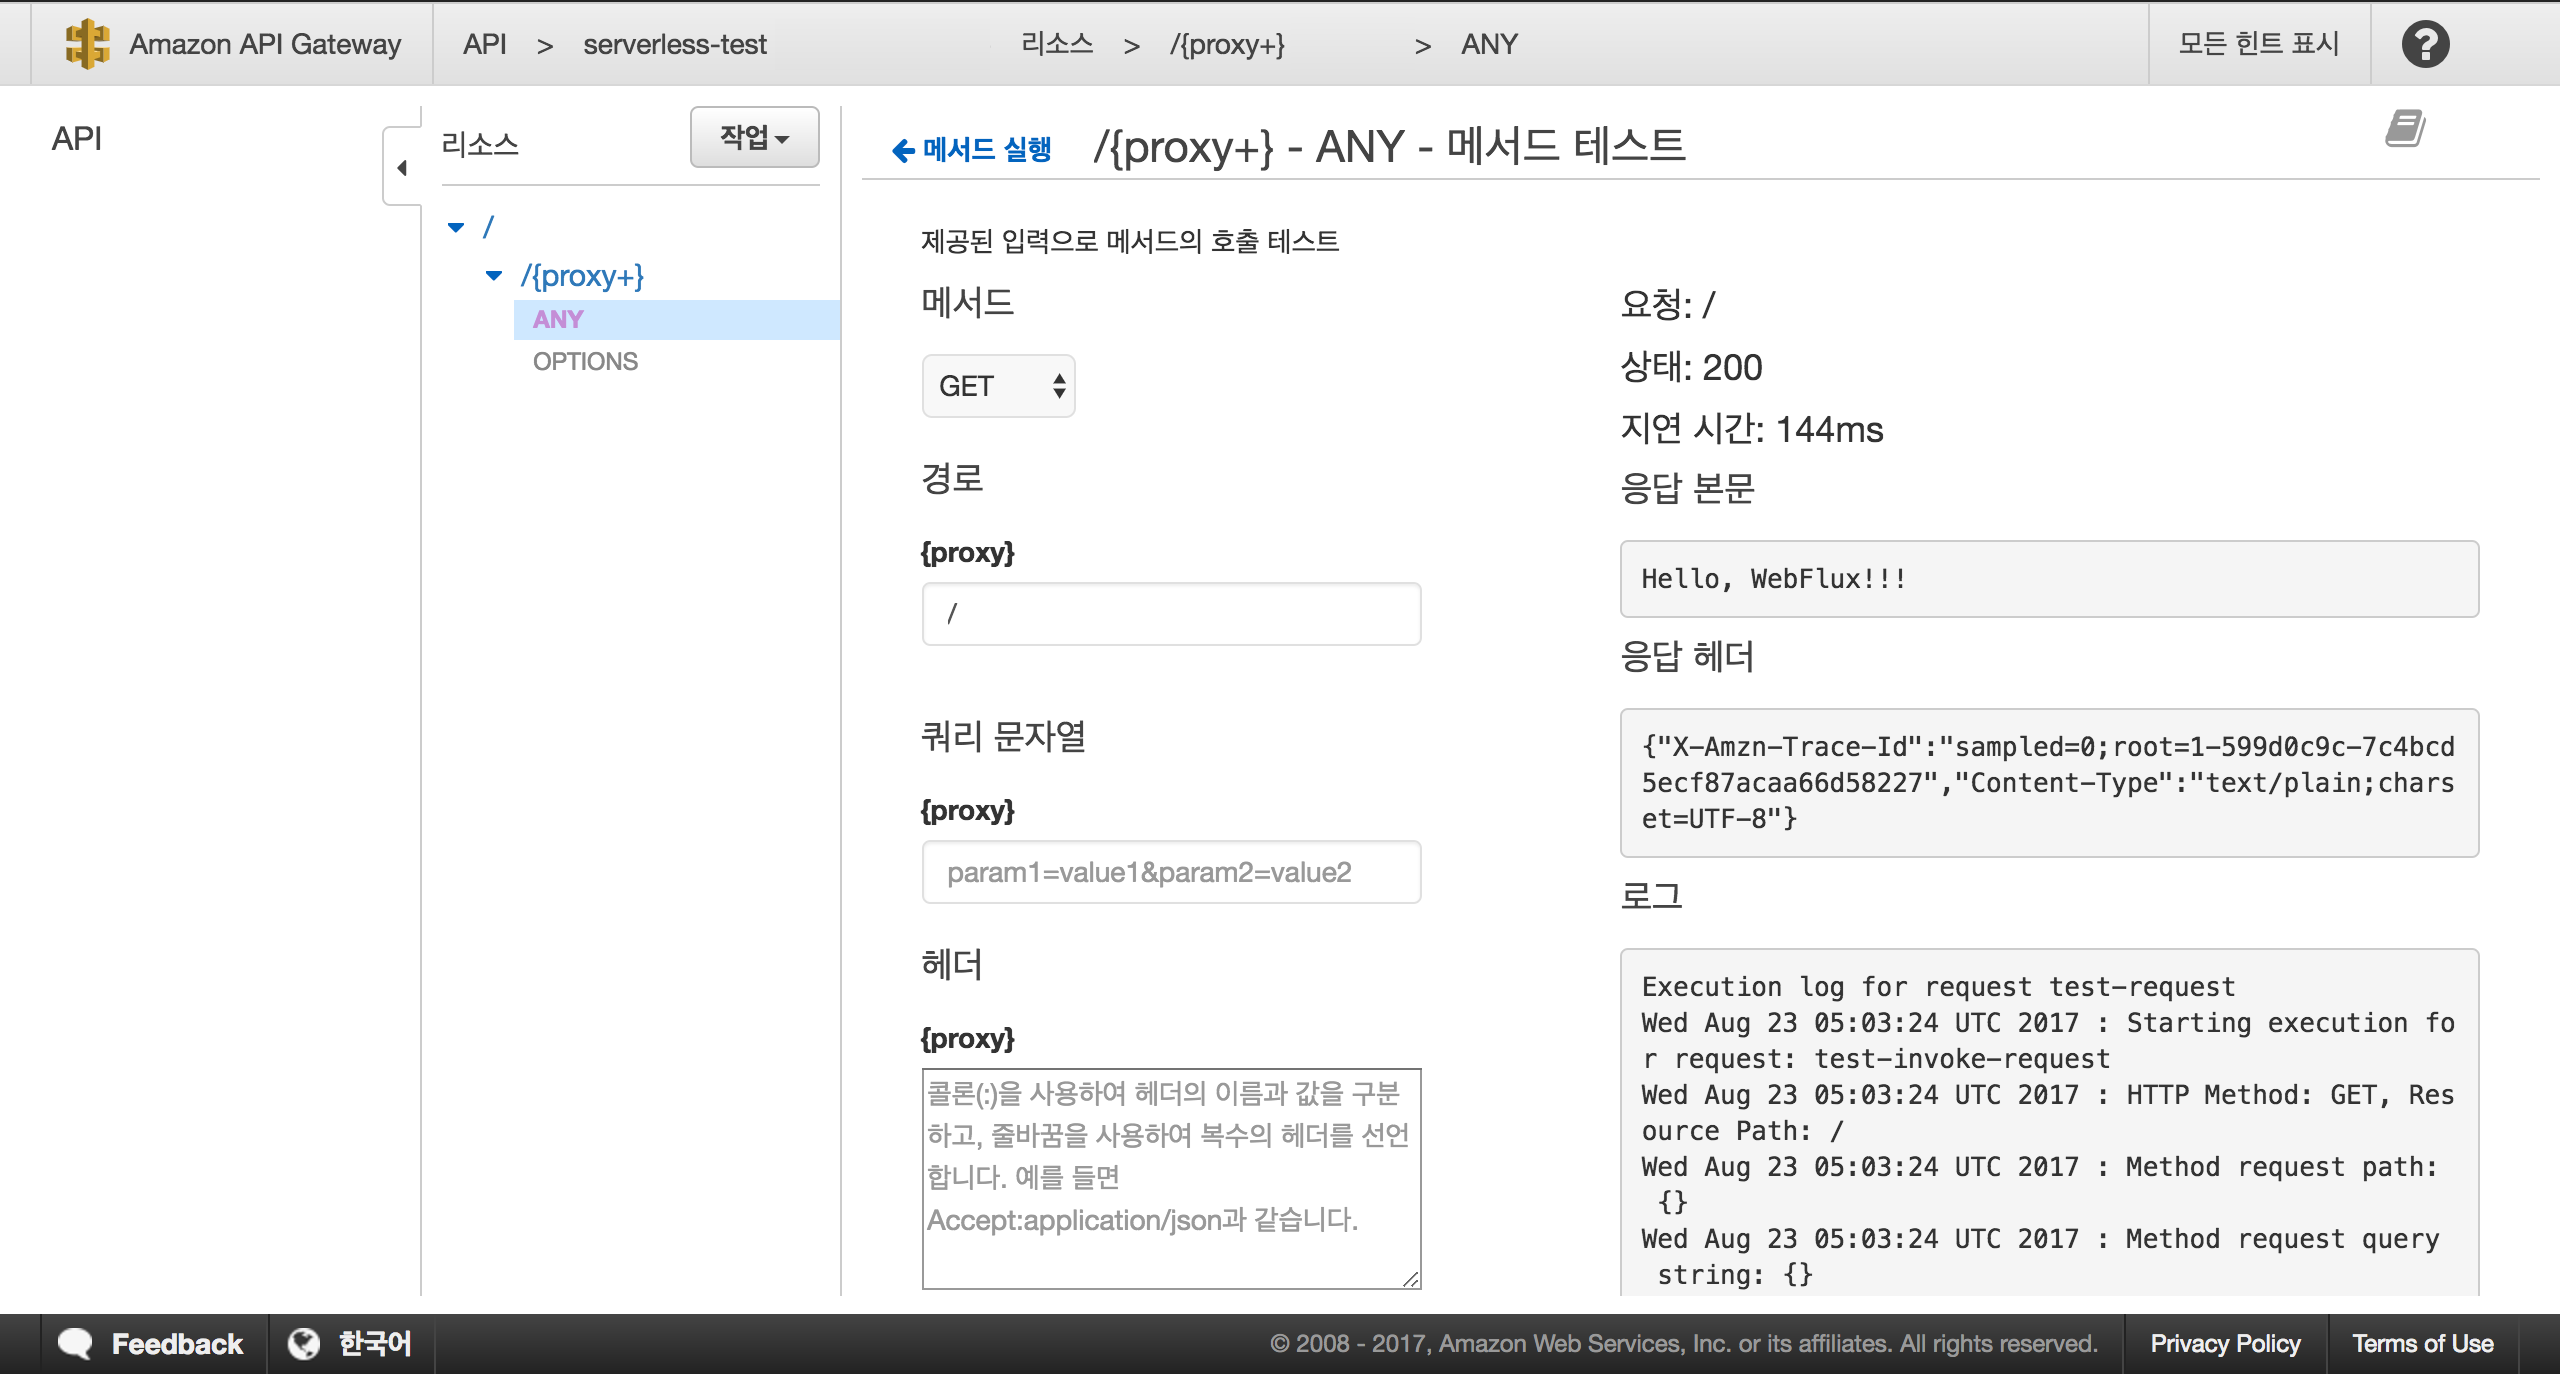 Amazon API Gateway
API > serverless-test
리소스 > /{proxy+} > ANY
모든 힌트 표시
?
API
리소스
작업
/
/{proxy+}
ANY
OPTIONS
메서드 실행
/{proxy+} - ANY - 메서드 테스트
제공된 입력으로 메서드의 호출 테스트
메서드
GET
경로
{proxy}
/
쿼리 문자열
{proxy}
param1=value1&param2=value2
헤더
{proxy}
콜론(:)을 사용하여 헤더의 이름과 값을 구분
하고, 줄바꿈을 사용하여 복수의 헤더를 선언
합니다. 예를 들면
Accept:application/json과 같습니다.
요청: /
상태: 200
지연 시간: 144ms
응답 본문
Hello, WebFlux!!!
응답 헤더
{"X-Amzn-Trace-Id":"sampled=0;root=1-599d0c9c-7c4bcd
5ecf87acaa66d58227","Content-Type":"text/plain;chars
et=UTF-8"}
로그
Execution log for request test-request
Wed Aug 23 05:03:24 UTC 2017 : Starting execution fo
r request: test-invoke-request
Wed Aug 23 05:03:24 UTC 2017 : HTTP Method: GET, Res
ource Path: /
Wed Aug 23 05:03:24 UTC 2017 : Method request path:
{}
Wed Aug 23 05:03:24 UTC 2017 : Method request query
string: {}
Feedback
한국어
© 2008 - 2017, Amazon Web Services, Inc. or its affiliates. All rights reserved.
Privacy Policy
Terms of Use